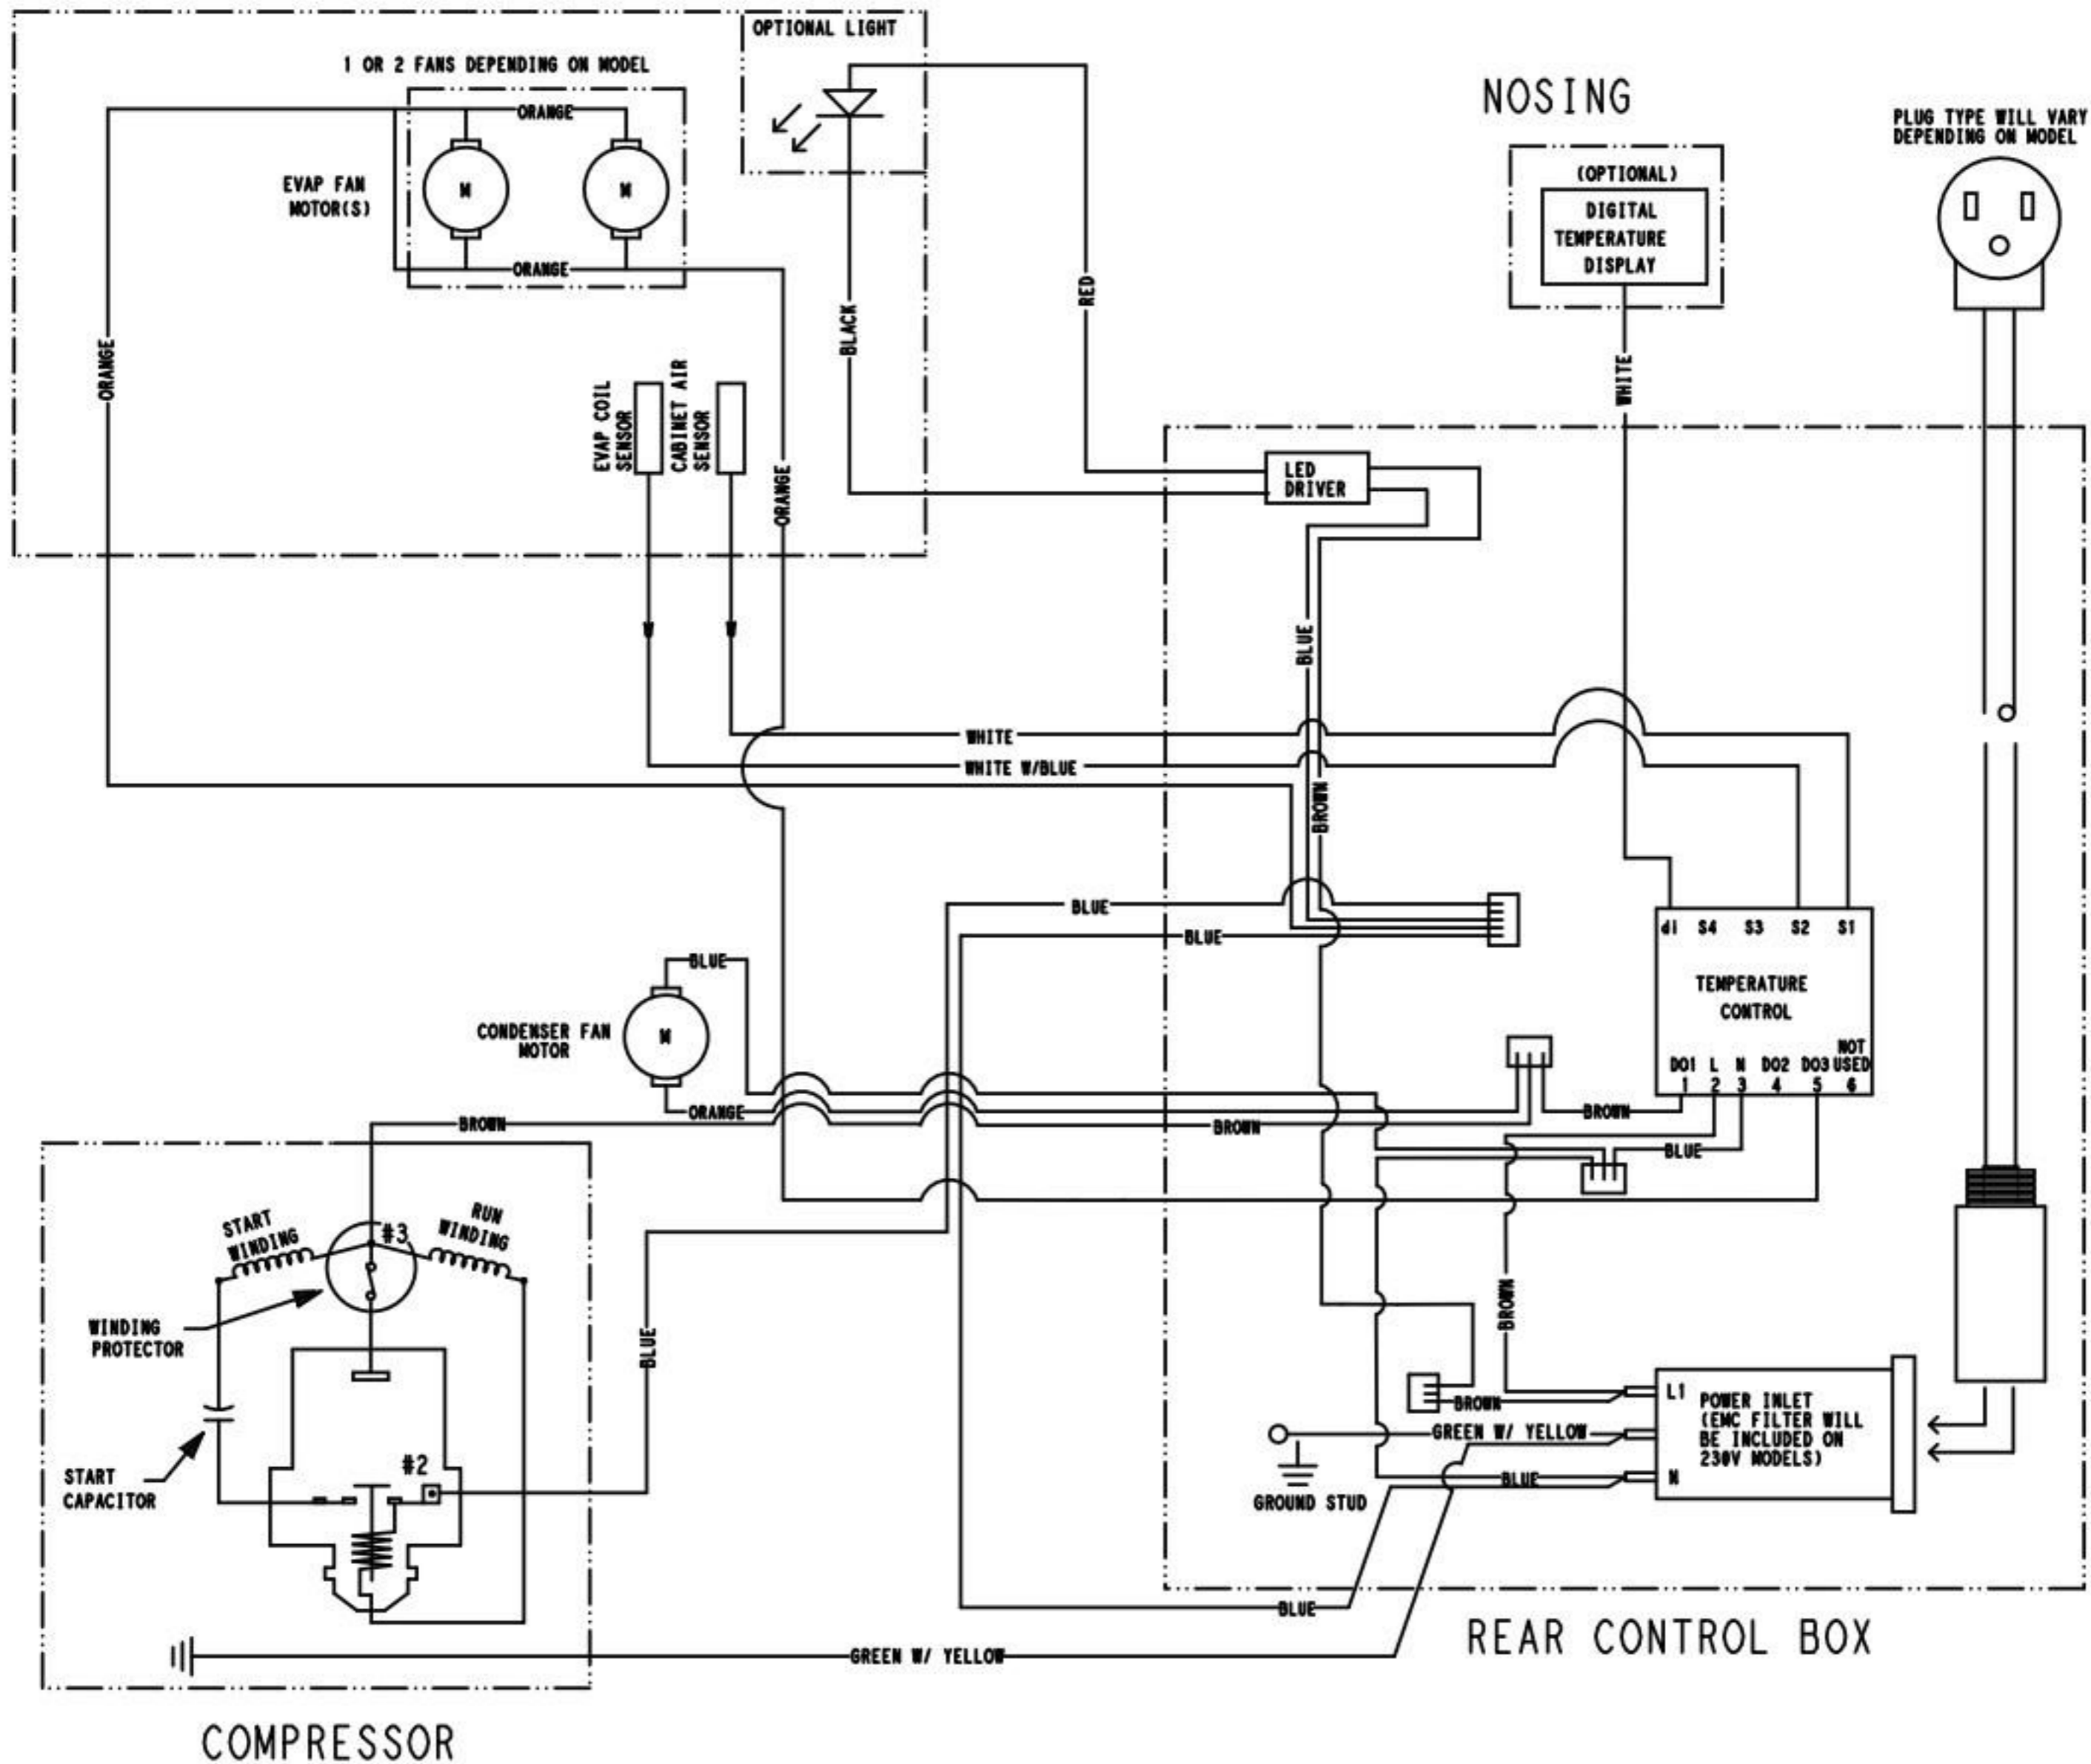 OPTIONAL LIGHT
1 OR 2 FANS DEPENDING ON MODEL
ORANGE
EVAP FAN
MOTOR(S)
M
M
ORANGE
ORANGE
BLACK
RED
EVAP COIL
SENSOR
CABINET AIR
SENSOR
ORANGE
NOSING
(OPTIONAL)
DIGITAL
TEMPERATURE
DISPLAY
WHITE
PLUG TYPE WILL VARY
DEPENDING ON MODEL
LED
DRIVER
BLUE
BROWN
WHITE
WHITE W/BLUE
BLUE
BLUE
BLUE
CONDENSER FAN
MOTOR
M
ORANGE
BROWN
BROWN
dI S4 S3 S2 S1
TEMPERATURE
CONTROL
NOT
DO1 L N DO2 DO3 USED
1 2 3 4 5 6
BROWN
BLUE
BROWN
START
WINDING
#3
RUN
WINDING
WINDING
PROTECTOR
BLUE
#2
START
CAPACITOR
BROWN
GREEN W/ YELLOW
BLUE
GROUND STUD
L1
N
POWER INLET
(EMC FILTER WILL
BE INCLUDED ON
230V MODELS)
BLUE
GREEN W/ YELLOW
REAR CONTROL BOX
COMPRESSOR